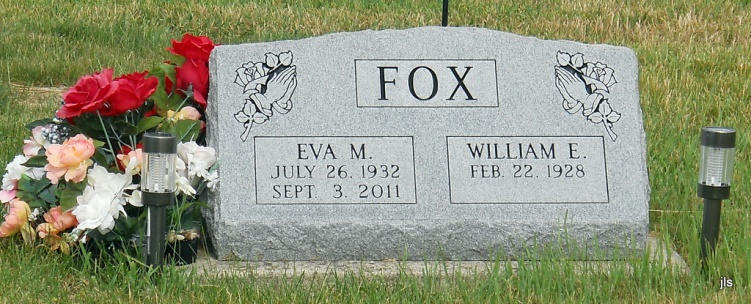 FOX
EVA M.
JULY 26. 1932
SEPT. 3. 2011
WILLIAM E.
FEB. 22. 1928
jls